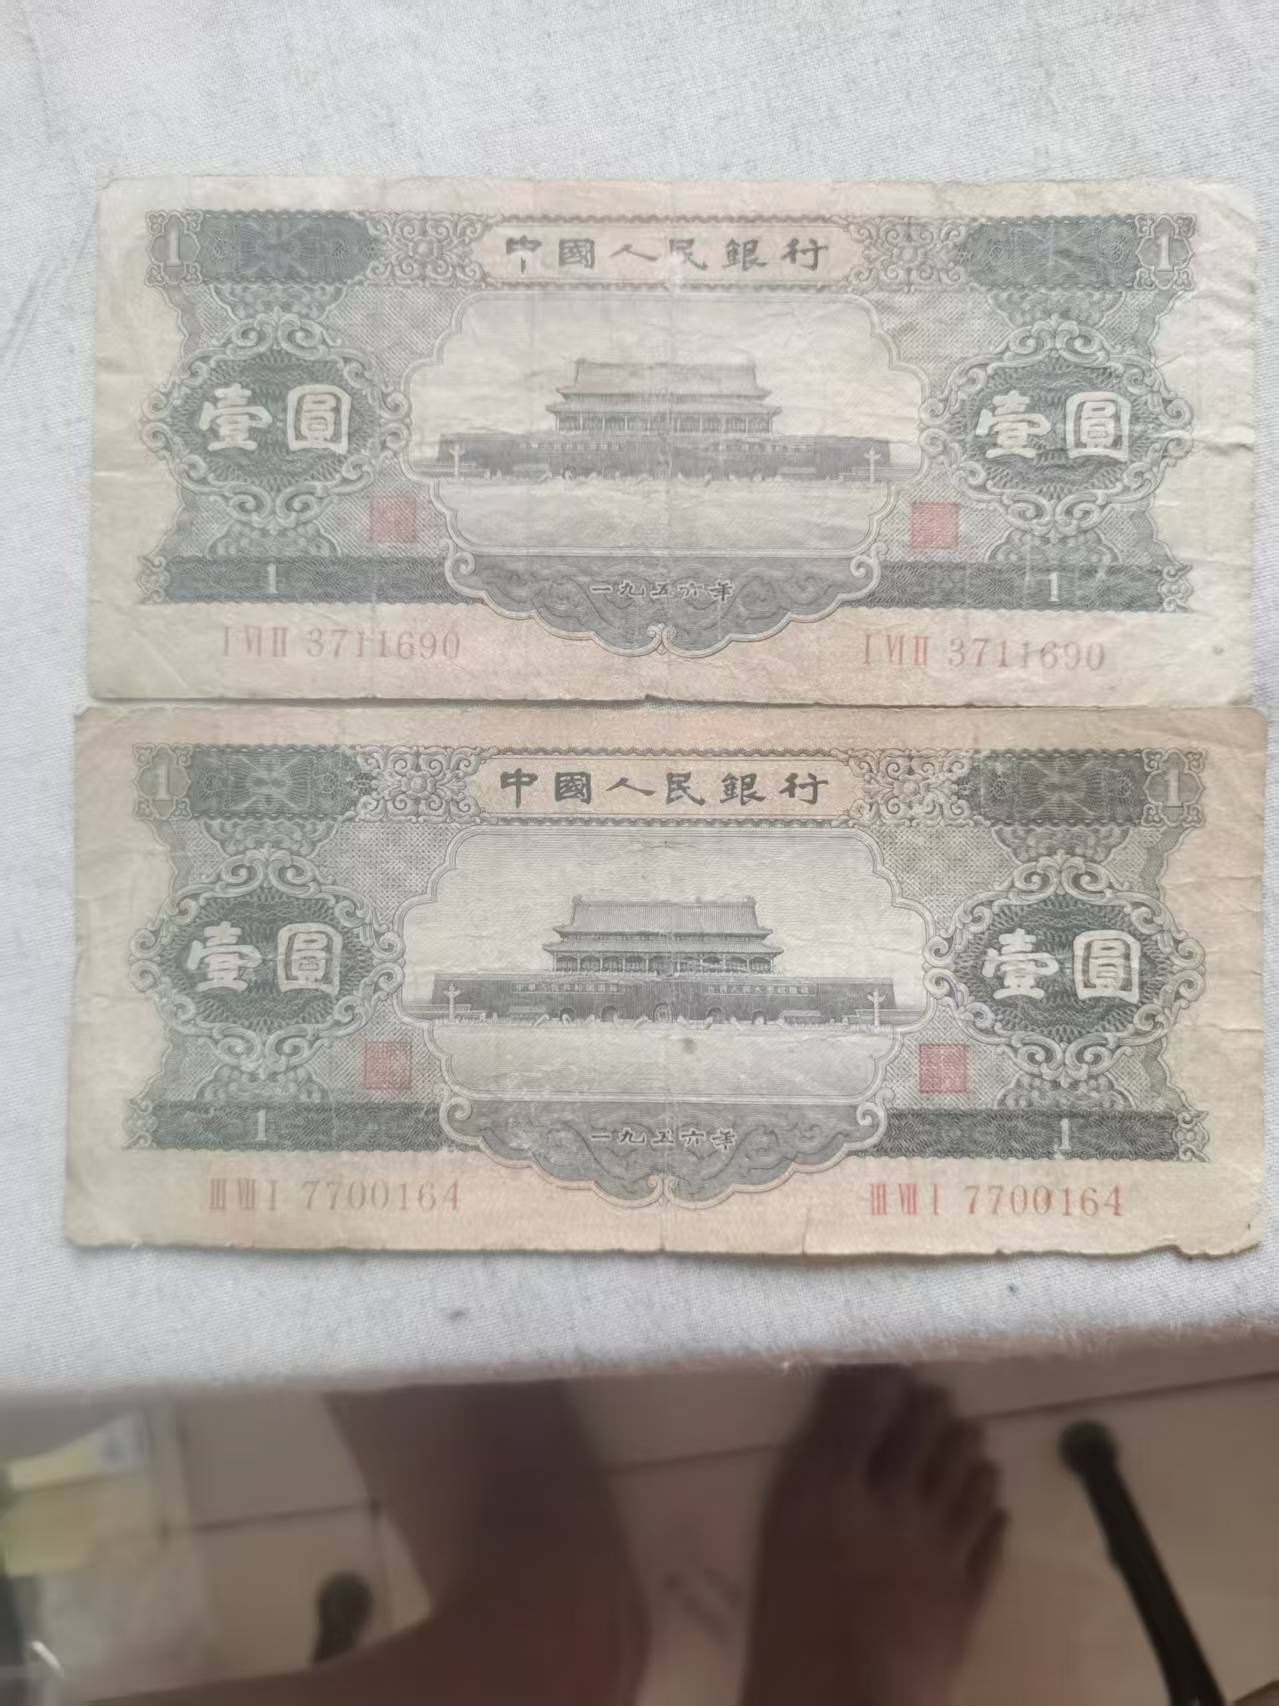 1 中國人民銀行 1
壹圓 壹圓
1 一九五六年 1
I VI II 3711690 I VI II 3711690
1 中國人民銀行 1
壹圓 壹圓
1 一九五六年 1
III VII I 7700164 III VII I 7700164